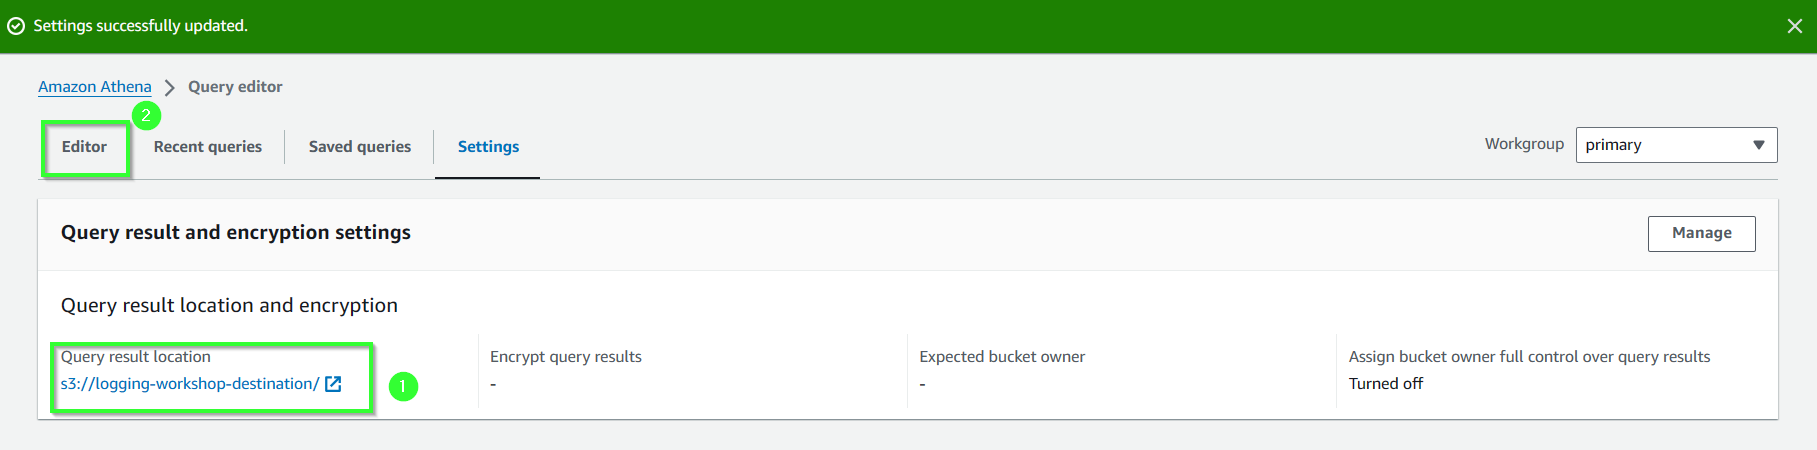 Settings successfully updated.
Amazon Athena > Query editor
2
Editor Recent queries Saved queries Settings Workgroup primary
Query result and encryption settings Manage
Query result location and encryption
Query result location Encrypt query results Expected bucket owner Assign bucket owner full control over query results
s3://logging-workshop-destination/ - - Turned off
1